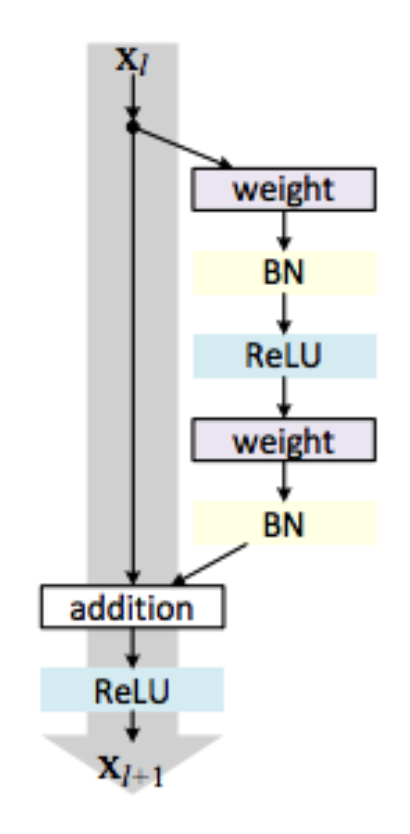 x_l
weight
BN
ReLU
weight
BN
addition
ReLU
x_{l+1}